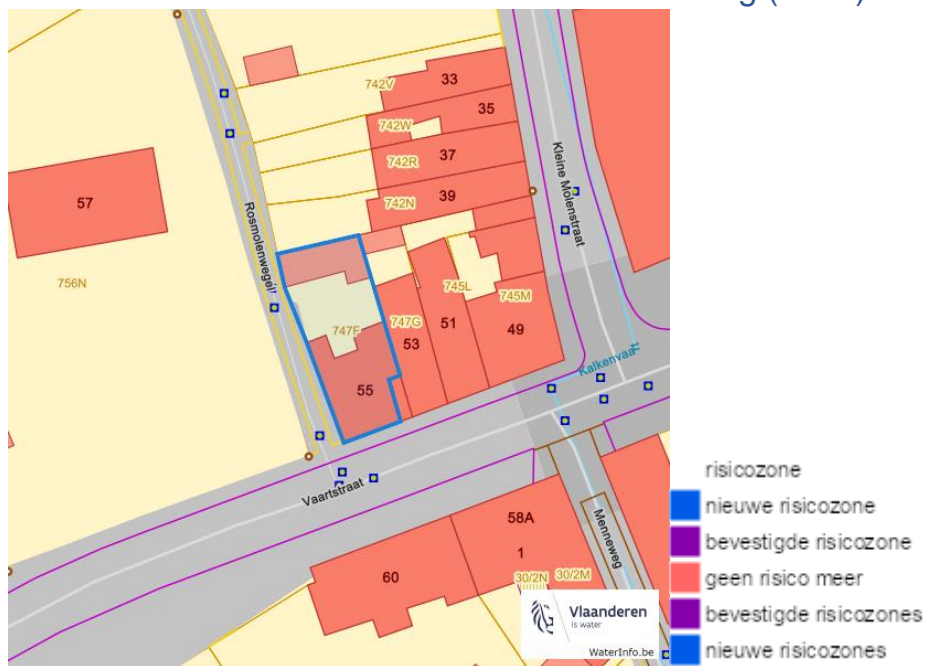 33
742V
35
742W
37
742R
39
742N
Kleine Molenstraat
57
Rosmolenwegel
756N
745L
745M
747F
747G
51
53
49
55
Kalkenvaart
Vaartstraat
58A
1
Menneweg
60
30/2N
30/2M
Vlaanderen
is water
WaterInfo.be
risicozone
nieuwe risicozone
bevestigde risicozone
geen risico meer
bevestigde risicozones
nieuwe risicozones